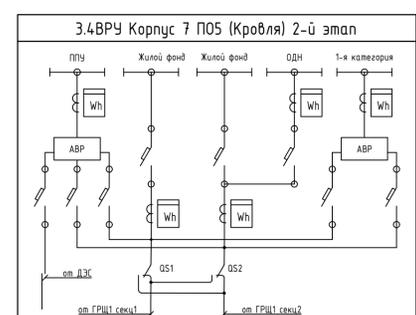 3.4ВРУ Корпус 7 ПО5 (Кровля) 2-й этап
ППУ Жилой фонд Жилой фонд ОДН 1-я категория
Wh Wh Wh
АВР АВР
Wh Wh
QS1 QS2
от ДЭС
от ГРЩ1 секц1 от ГРЩ1 секц2